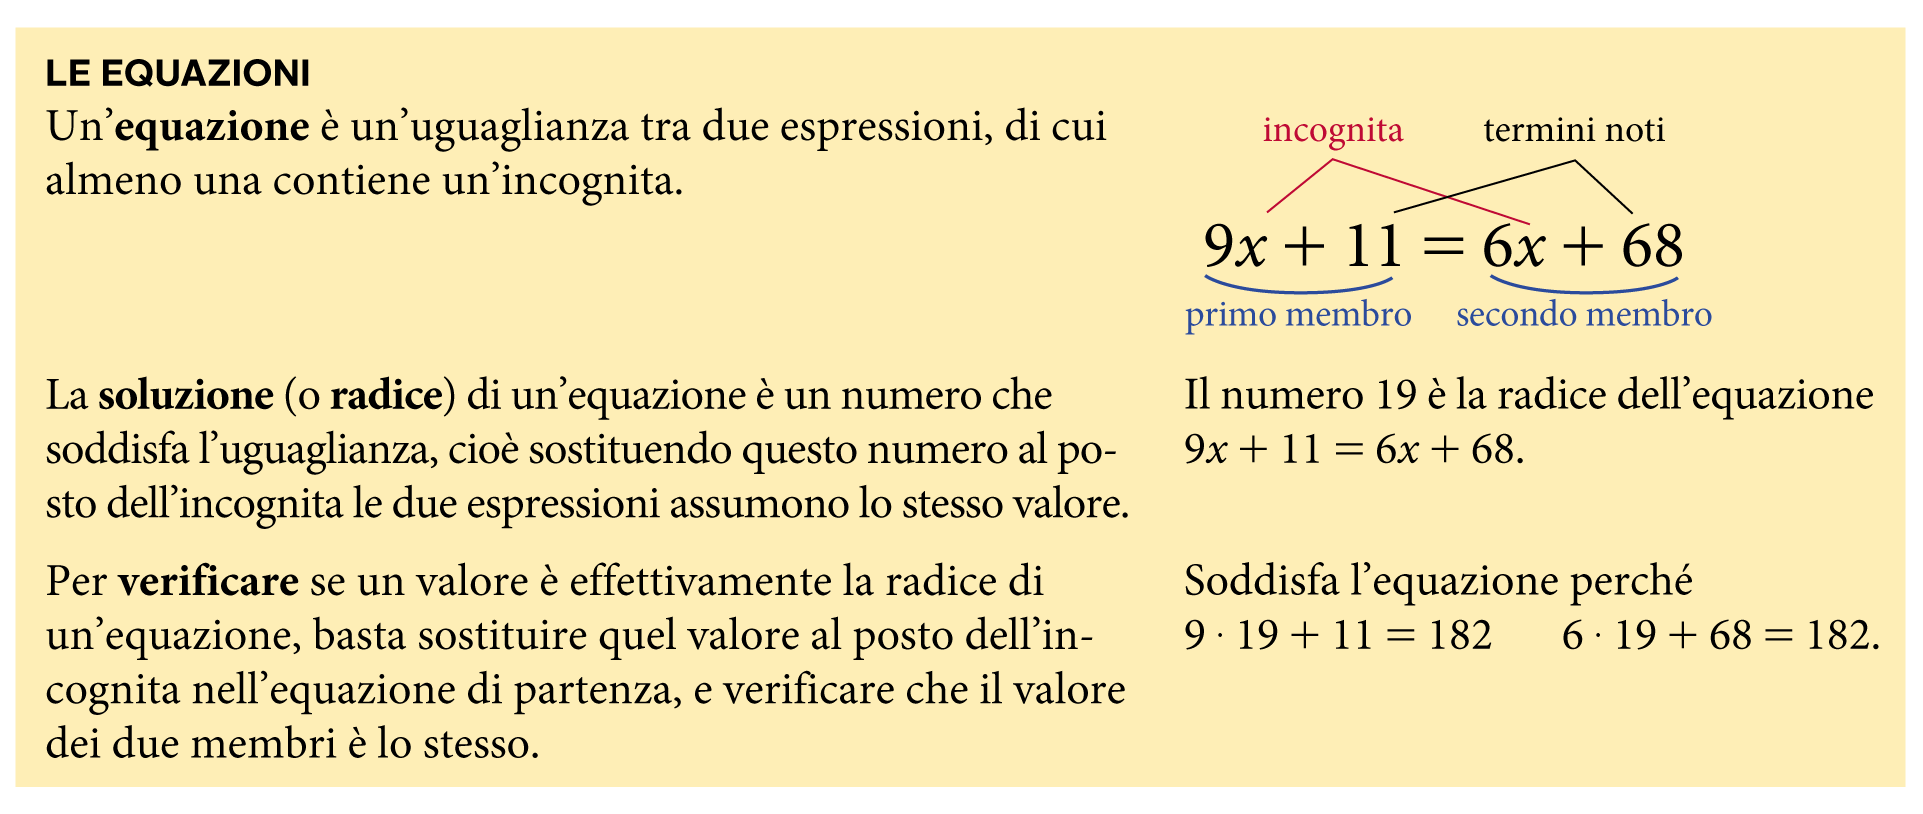 LE EQUAZIONI
Un’equazione è un’uguaglianza tra due espressioni, di cui
almeno una contiene un’incognita.
incognita termini noti
9x + 11 = 6x + 68
primo membro secondo membro
La soluzione (o radice) di un’equazione è un numero che
soddisfa l’uguaglianza, cioè sostituendo questo numero al po-
sto dell’incognita le due espressioni assumono lo stesso valore.
Il numero 19 è la radice dell’equazione
9x + 11 = 6x + 68.
Per verificare se un valore è effettivamente la radice di
un’equazione, basta sostituire quel valore al posto dell’in-
cognita nell’equazione di partenza, e verificare che il valore
dei due membri è lo stesso.
Soddisfa l’equazione perché
9 · 19 + 11 = 182 6 · 19 + 68 = 182.